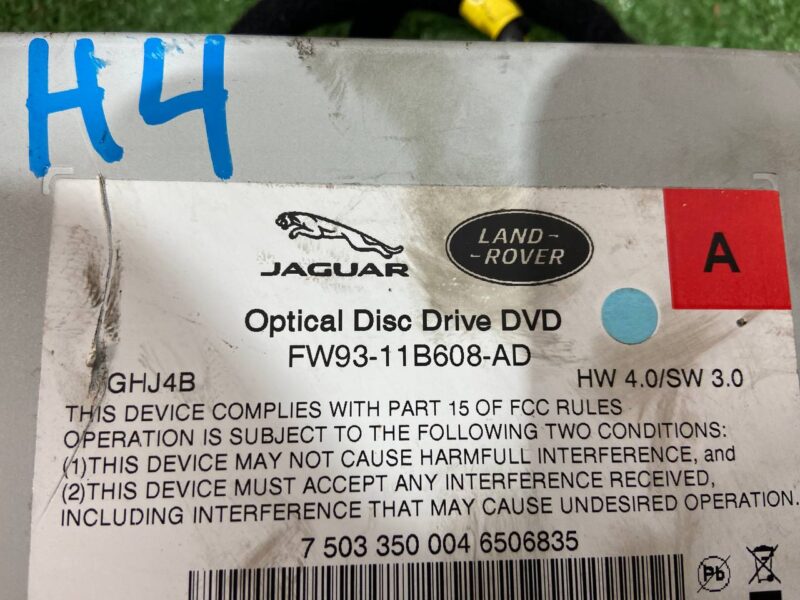 H4
JAGUAR
LAND-
-ROVER
A
Optical Disc Drive DVD
FW93-11B608-AD
GHJ4B
HW 4.0/SW 3.0
THIS DEVICE COMPLIES WITH PART 15 OF FCC RULES
OPERATION IS SUBJECT TO THE FOLLOWING TWO CONDITIONS:
(1)THIS DEVICE MAY NOT CAUSE HARMFULL INTERFERENCE, and
(2)THIS DEVICE MUST ACCEPT ANY INTERFERENCE RECEIVED,
INCLUDING INTERFERENCE THAT MAY CAUSE UNDESIRED OPERATION.
7 503 350 004 6506835
Pb